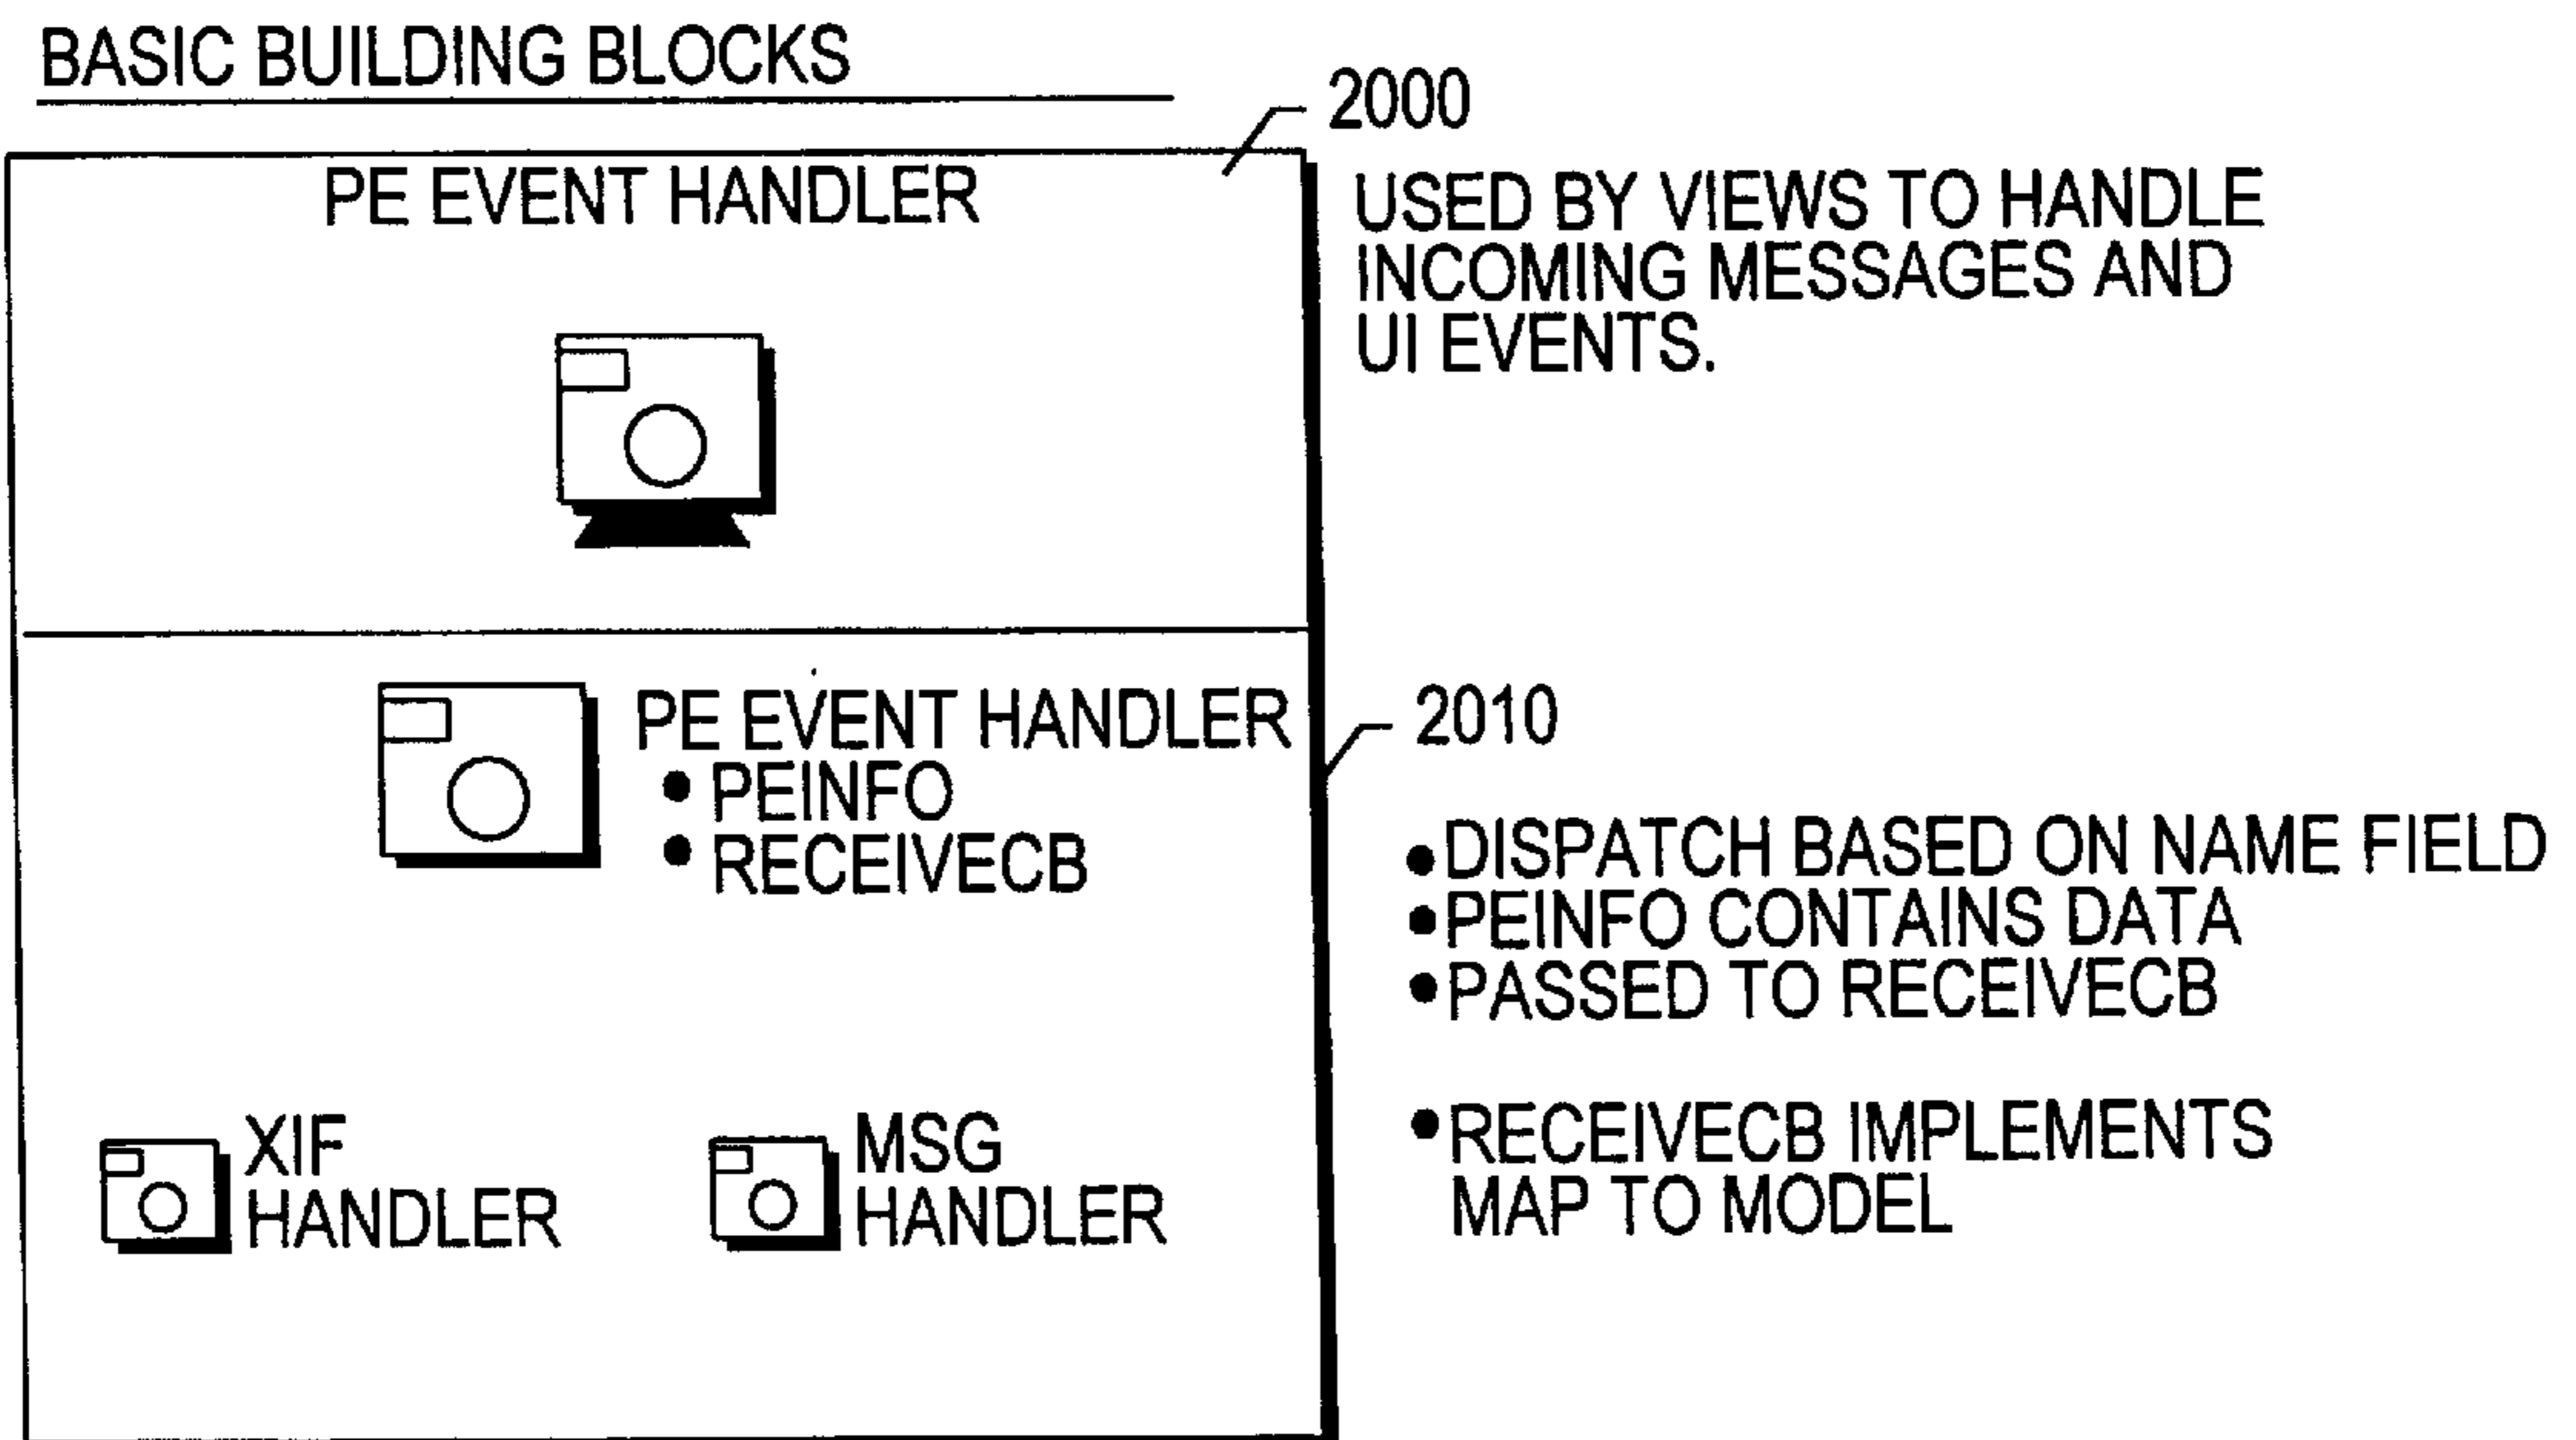 BASIC BUILDING BLOCKS
2000
PE EVENT HANDLER
USED BY VIEWS TO HANDLE
INCOMING MESSAGES AND
UI EVENTS.
PE EVENT HANDLER
• PEINFO
• RECEIVECB
2010
• DISPATCH BASED ON NAME FIELD
• PEINFO CONTAINS DATA
• PASSED TO RECEIVECB
• RECEIVECB IMPLEMENTS
MAP TO MODEL
XIF
HANDLER
MSG
HANDLER